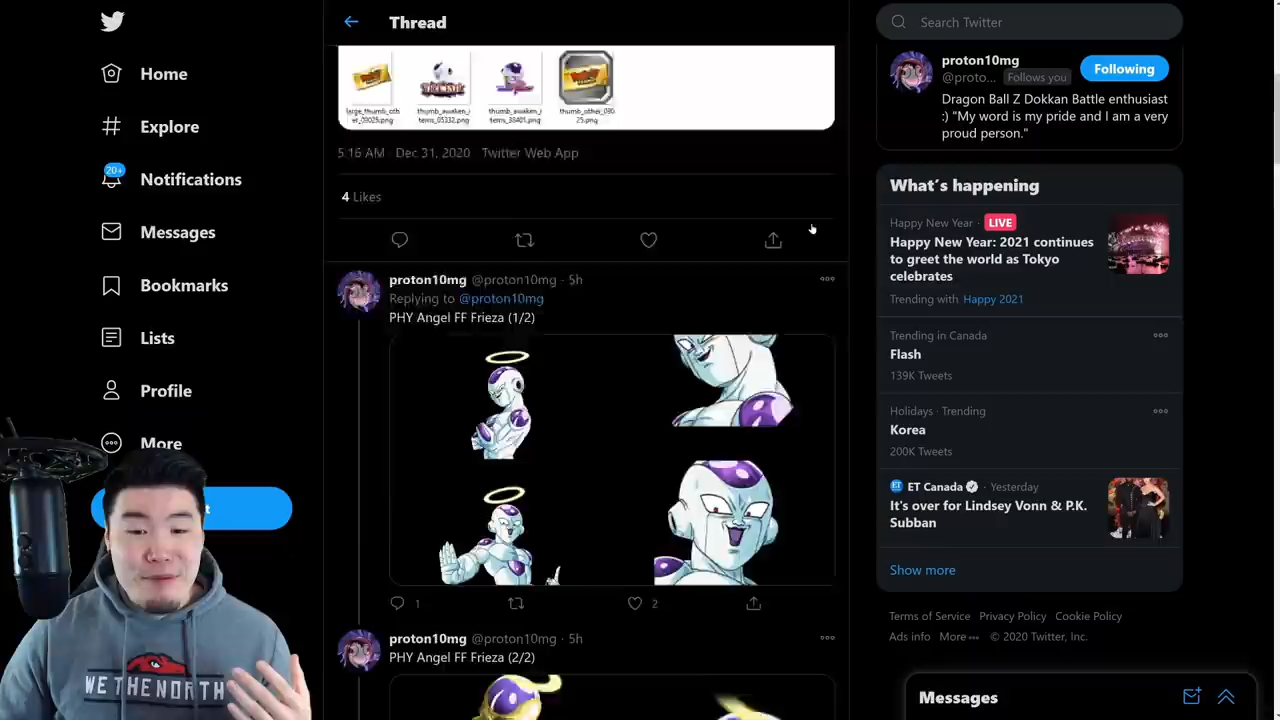 Home
Explore
20+
Notifications
Messages
Bookmarks
Lists
Profile
More
WE THE NORTH
Thread
5:16 AM · Dec 31, 2020 · Twitter Web App
4 Likes
proton10mg @proton10mg · 5h
Replying to @proton10mg
PHY Angel FF Frieza (1/2)
1
2
proton10mg @proton10mg · 5h
PHY Angel FF Frieza (2/2)
Search Twitter
proton10mg
@proto... Follows you
Following
Dragon Ball Z Dokkan Battle enthusiast
:) "My word is my pride and I am a very
proud person."
What's happening
Happy New Year · LIVE
Happy New Year: 2021 continues
to greet the world as Tokyo
celebrates
Trending with Happy 2021
Trending in Canada
Flash
139K Tweets
Holidays · Trending
Korea
200K Tweets
ET Canada · Yesterday
It's over for Lindsey Vonn & P.K.
Subban
Show more
Terms of Service Privacy Policy Cookie Policy
Ads info More ··· © 2020 Twitter, Inc.
Messages